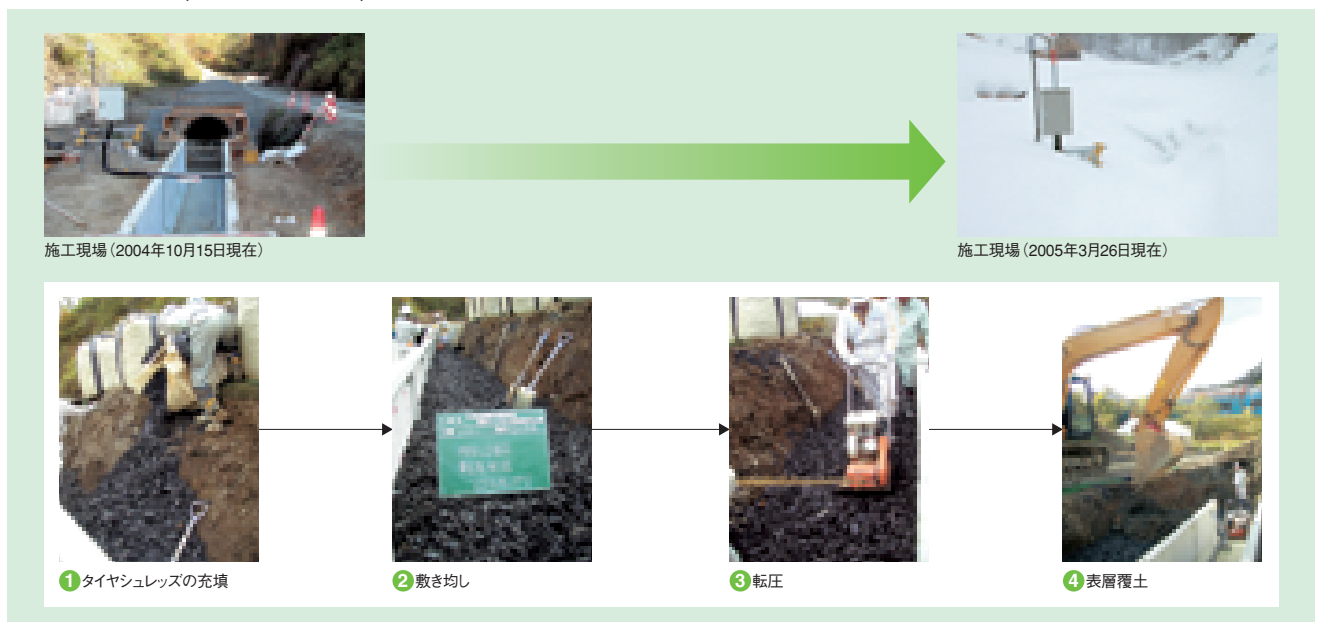 施工現場（2004年10月15日現在）
施工現場（2005年3月26日現在）
1 タイヤシュレッズの充填
2 敷き均し
3 転圧
4 表層覆土